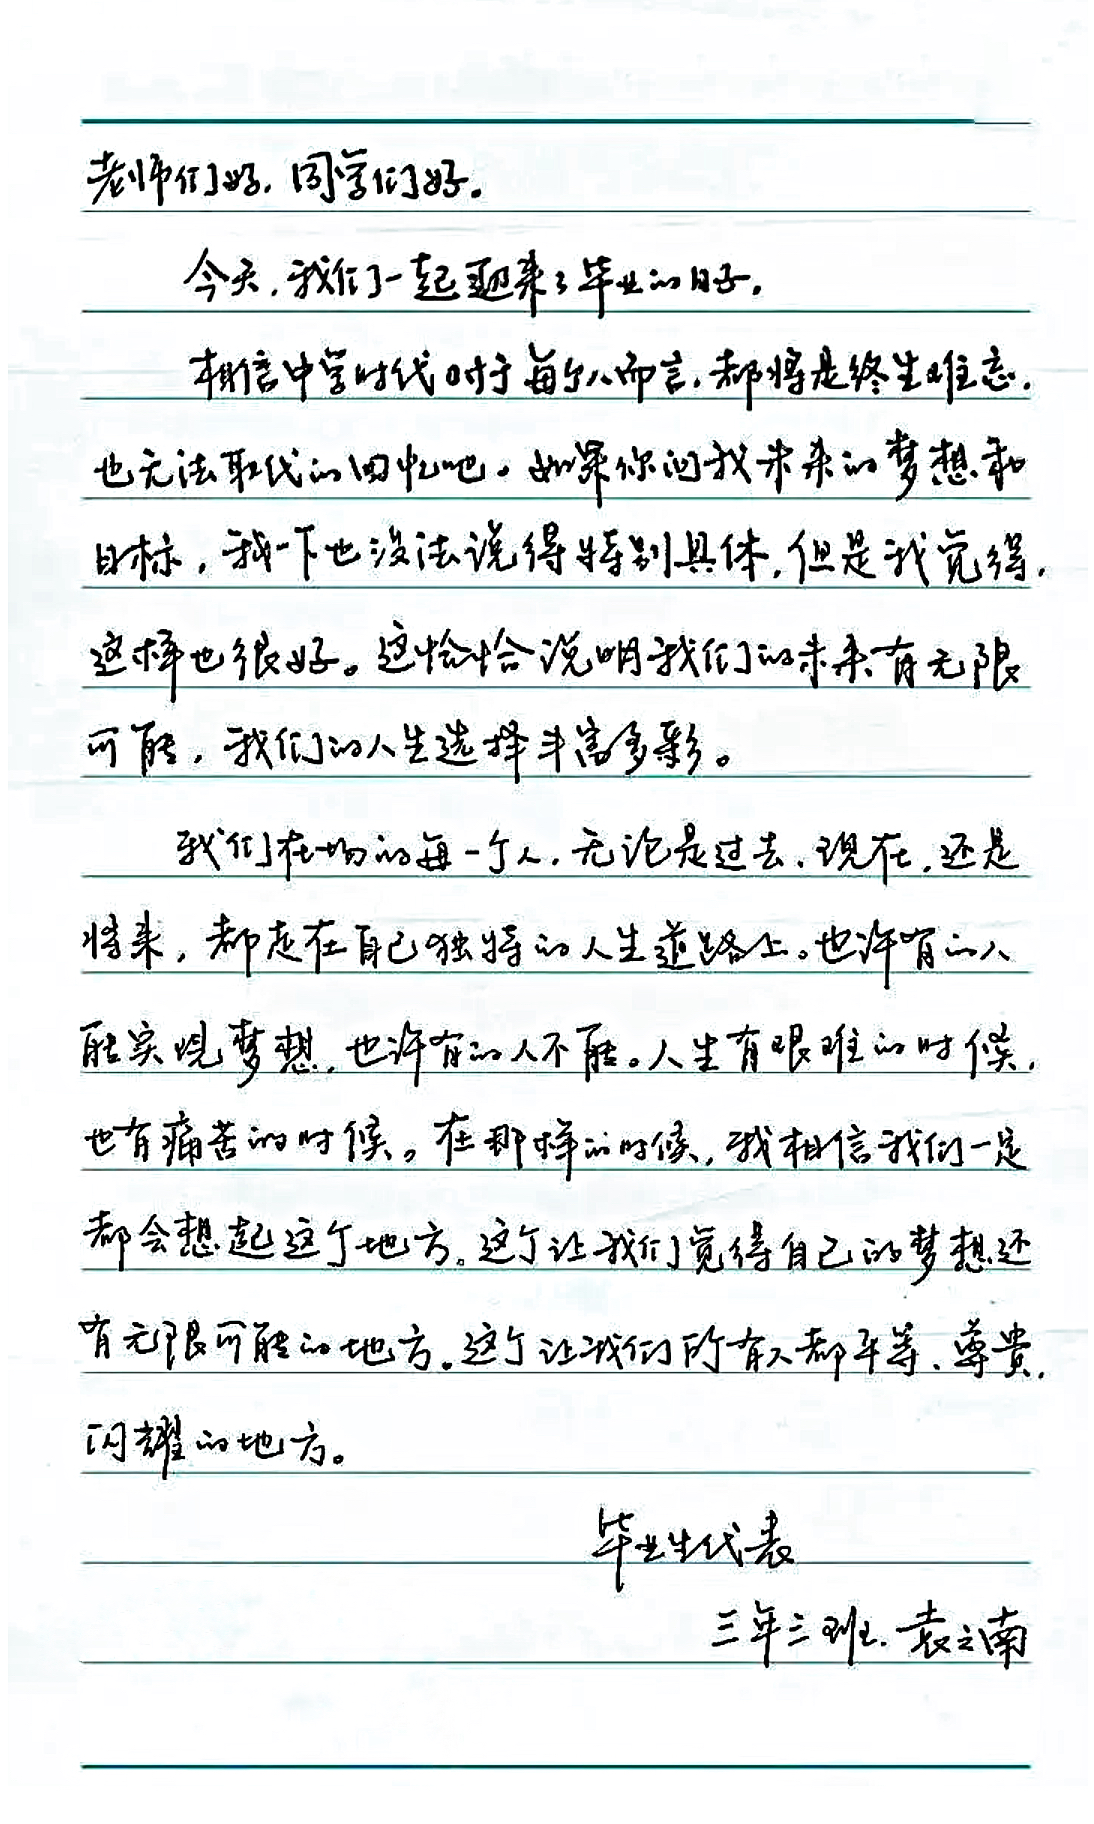 老师们好，同学们好。
今天，我们一起迎来了毕业的日子。
相信中学时代对于每个人而言，都将是终生难忘，
也无法取代的回忆吧。如果你问我未来的梦想和
目标，我一下也没法说得特别具体，但是我觉得，
这样也很好。这恰恰说明我们的未来有无限
可能，我们的人生选择丰富多彩。
我们在场的每一个人，无论是过去、现在，还是
将来，都走在自己独特的人生道路上。也许有的人
能实现梦想，也许有的人不能。人生有艰难的时候，
也有痛苦的时候。在那样的时候，我相信我们一定
都会想起这个地方。这个让我们觉得自己的梦想还
有无限可能的地方。这个让我们所有人都平等、尊贵，
闪耀的地方。
毕业生代表
三年三班．袁之南